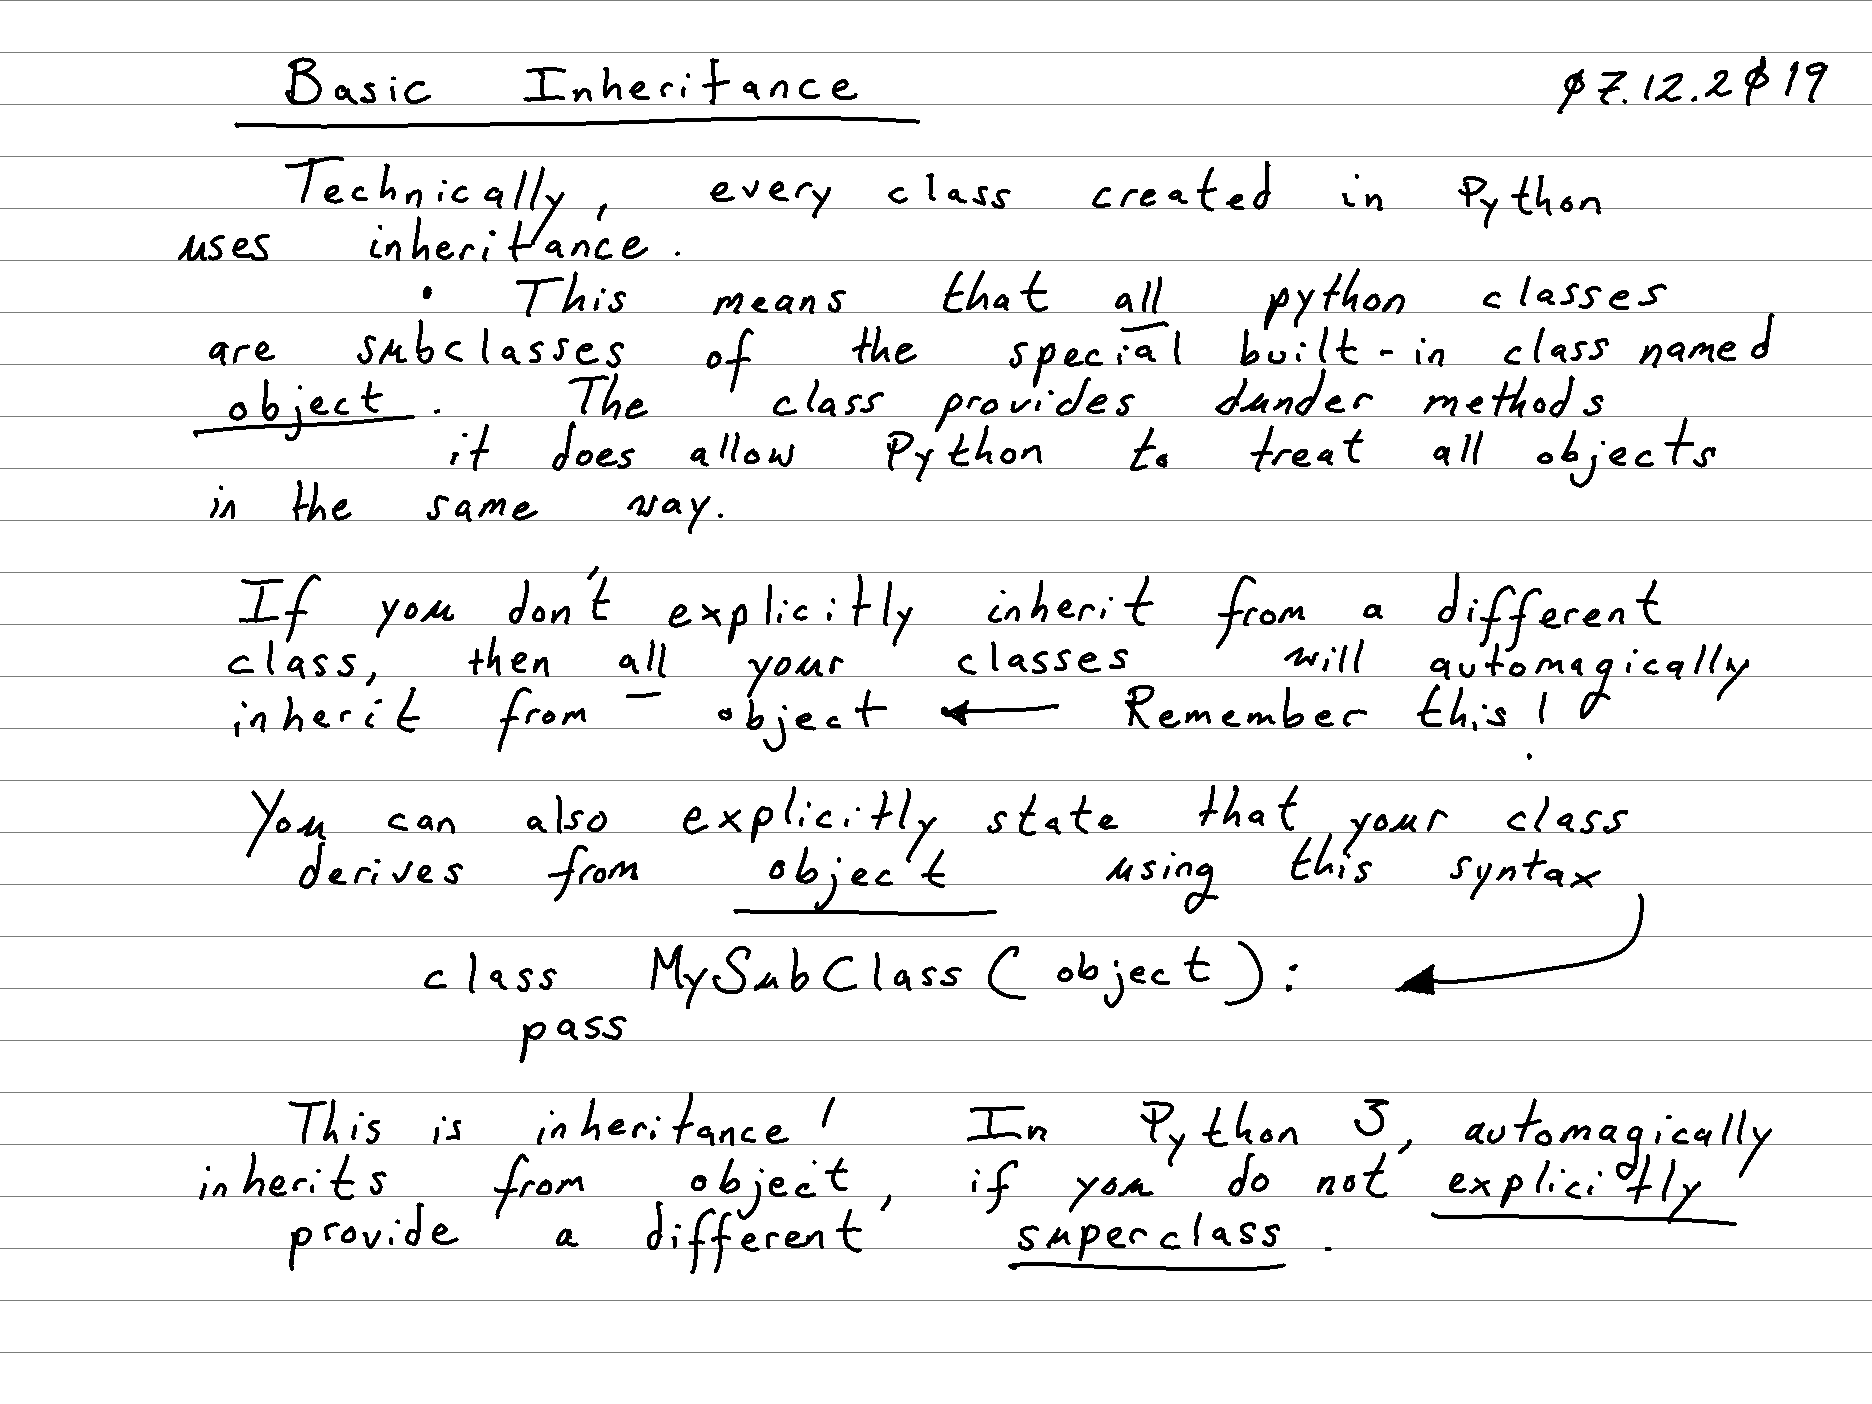 Basic Inheritance 07.12.2019
Technically, every class created in Python
uses inheritance.
• This means that all python classes
are subclasses of the special built-in class named
object. The class provides dunder methods
it does allow Python to treat all objects
in the same way.
If you don't explicitly inherit from a different
class, then all your classes will automagically
inherit from object ← Remember this!
You can also explicitly state that your class
derives from object using this syntax
class MySubClass(object):
pass
This is inheritance! In Python 3, automagically
inherits from object, if you do not explicitly
provide a different superclass.